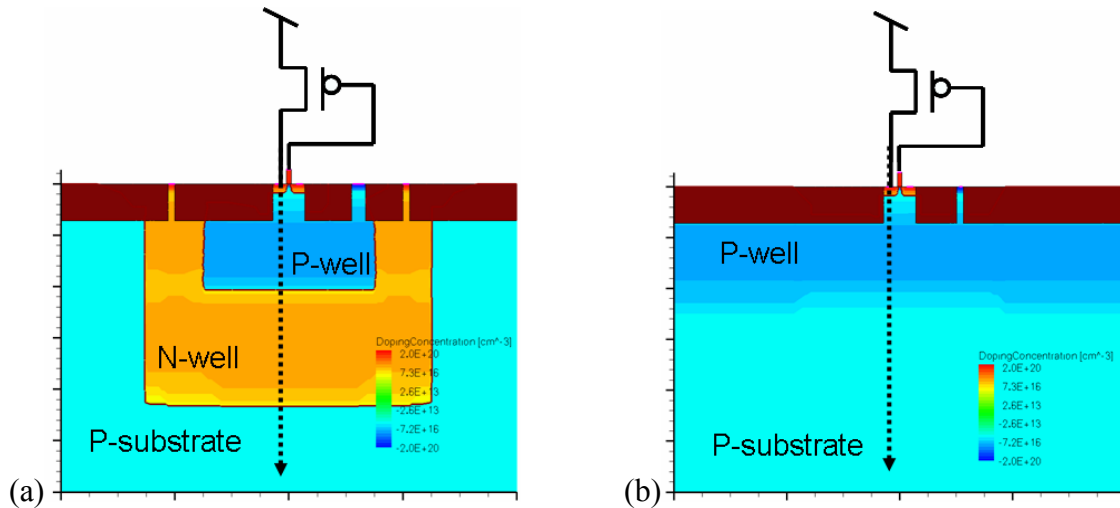 P-well
N-well
DopingConcentration [cm^-3]
2.0E+20
7.3E+16
2.6E+13
-2.6E+13
-7.2E+16
-2.0E+20
P-substrate
(a)
P-well
DopingConcentration [cm^-3]
2.0E+20
7.3E+16
2.6E+13
-2.6E+13
-7.2E+16
-2.0E+20
P-substrate
(b)